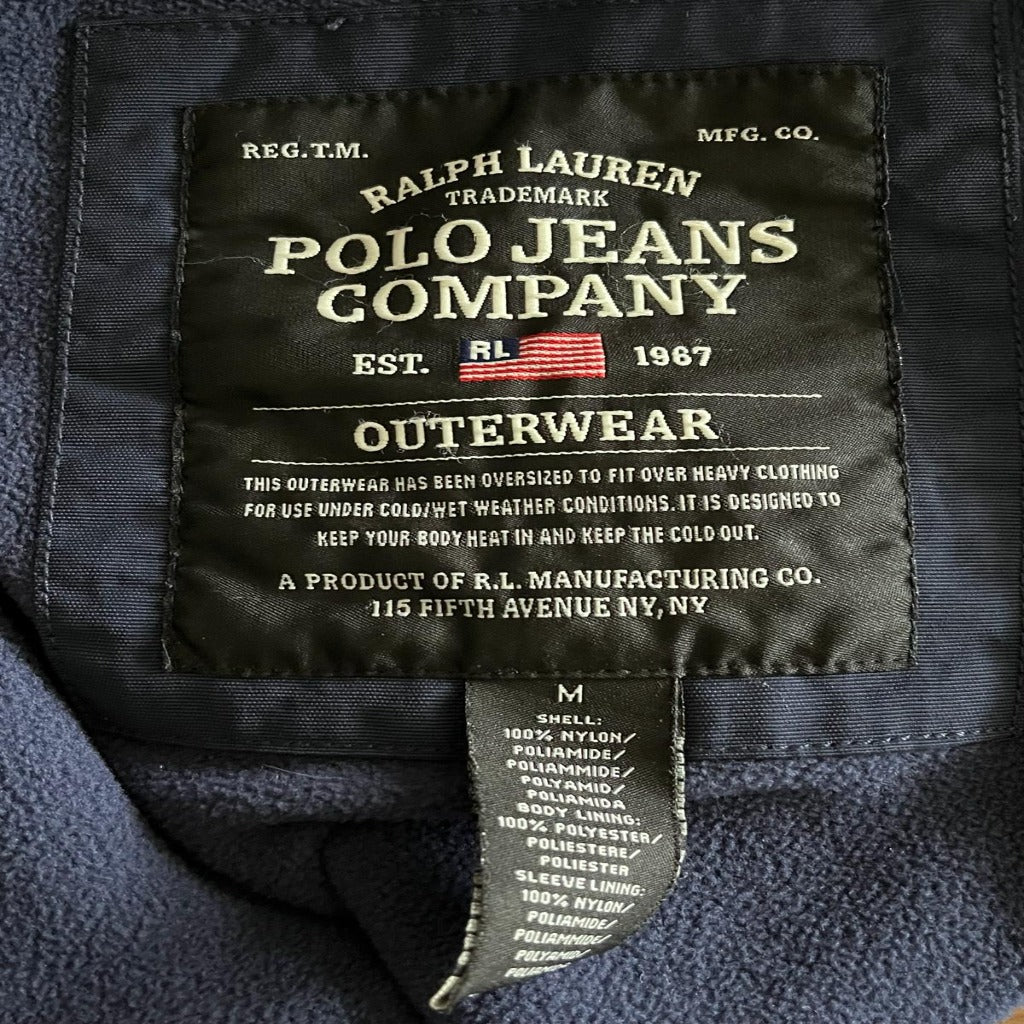 REG.T.M.
MFG. CO.
RALPH LAUREN
TRADEMARK
POLO JEANS
COMPANY
EST. RL 1967
OUTERWEAR
THIS OUTERWEAR HAS BEEN OVERSIZED TO FIT OVER HEAVY CLOTHING
FOR USE UNDER COLD/WET WEATHER CONDITIONS. IT IS DESIGNED TO
KEEP YOUR BODY HEAT IN AND KEEP THE COLD OUT.
A PRODUCT OF R.L. MANUFACTURING CO.
115 FIFTH AVENUE NY, NY
M
SHELL:
100% NYLON/
POLIAMIDE/
POLIAMMIDE/
POLYAMID/
POLIAMIDA
BODY LINING:
100% POLYESTER/
POLIESTERE/
POLIESTER
SLEEVE LINING:
100% NYLON/
POLIAMIDE/
POLIAMMIDE/
POLYAMID/